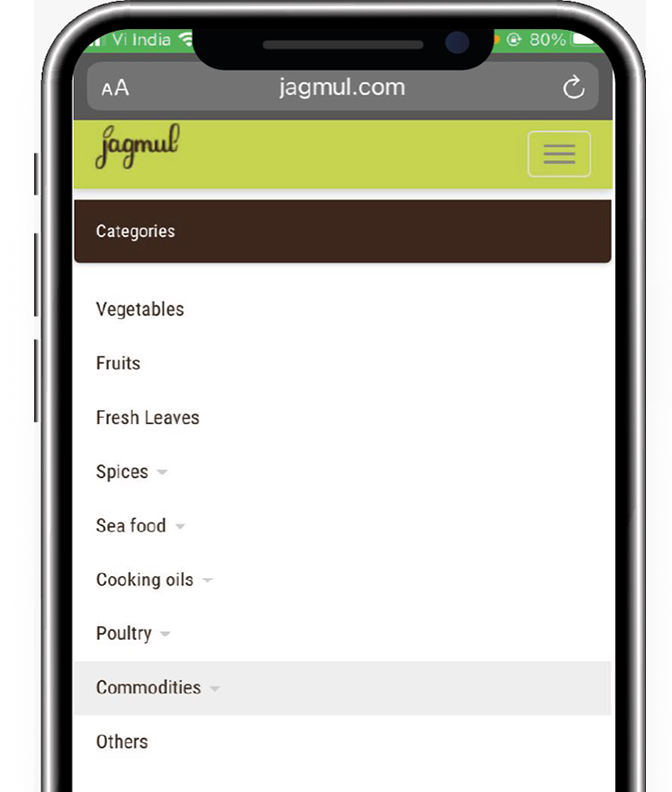 Vi India 80%
AA jagmul.com
jagmul
Categories
Vegetables
Fruits
Fresh Leaves
Spices
Sea food
Cooking oils
Poultry
Commodities
Others